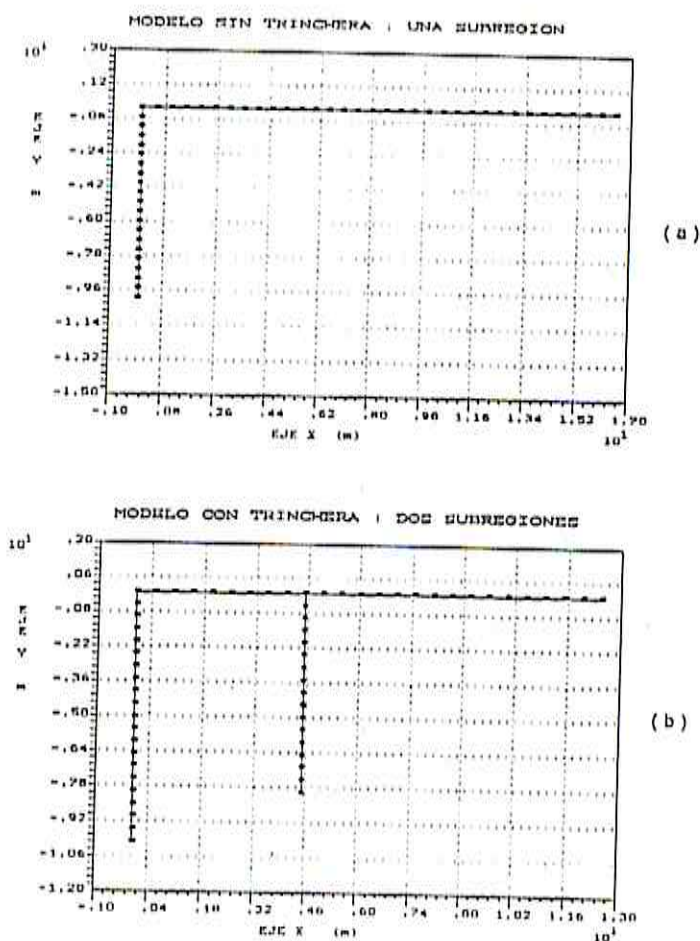 MODELO SIN TRINCHERA : UNA SUBREGION
10¹
.30
.12
-.06
-.24
-.42
-.60
-.78
-.96
-1.14
-1.32
-1.50
ELEV m
-.10 .08 .26 .44 .62 .80 .98 1.16 1.34 1.52 1.70
EJE X (m)
10¹
(a)
MODELO CON TRINCHERA : DOS SUBREGIONES
10¹
.20
.06
-.08
-.22
-.36
-.50
-.64
-.78
-.92
-1.06
-1.20
ELEV m
-.10 .04 .18 .32 .46 .60 .74 .88 1.02 1.16 1.30
EJE X (m)
10¹
(b)